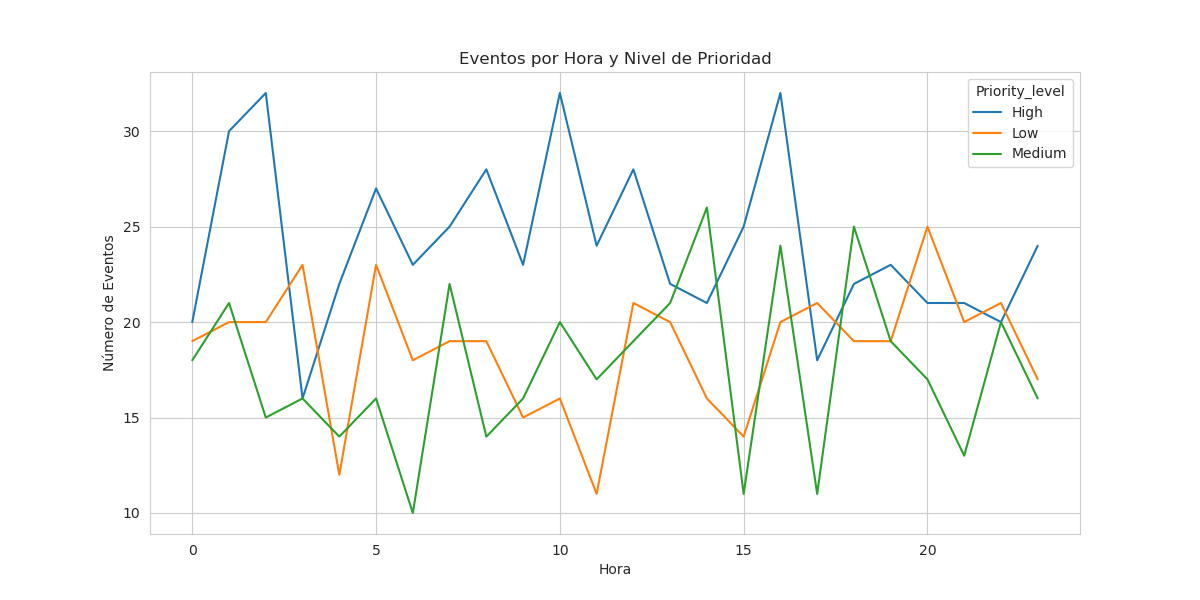 Eventos por Hora y Nivel de Prioridad
Priority_level
High
Low
Medium
Número de Eventos
30
25
20
15
10
0 5 10 15 20
Hora